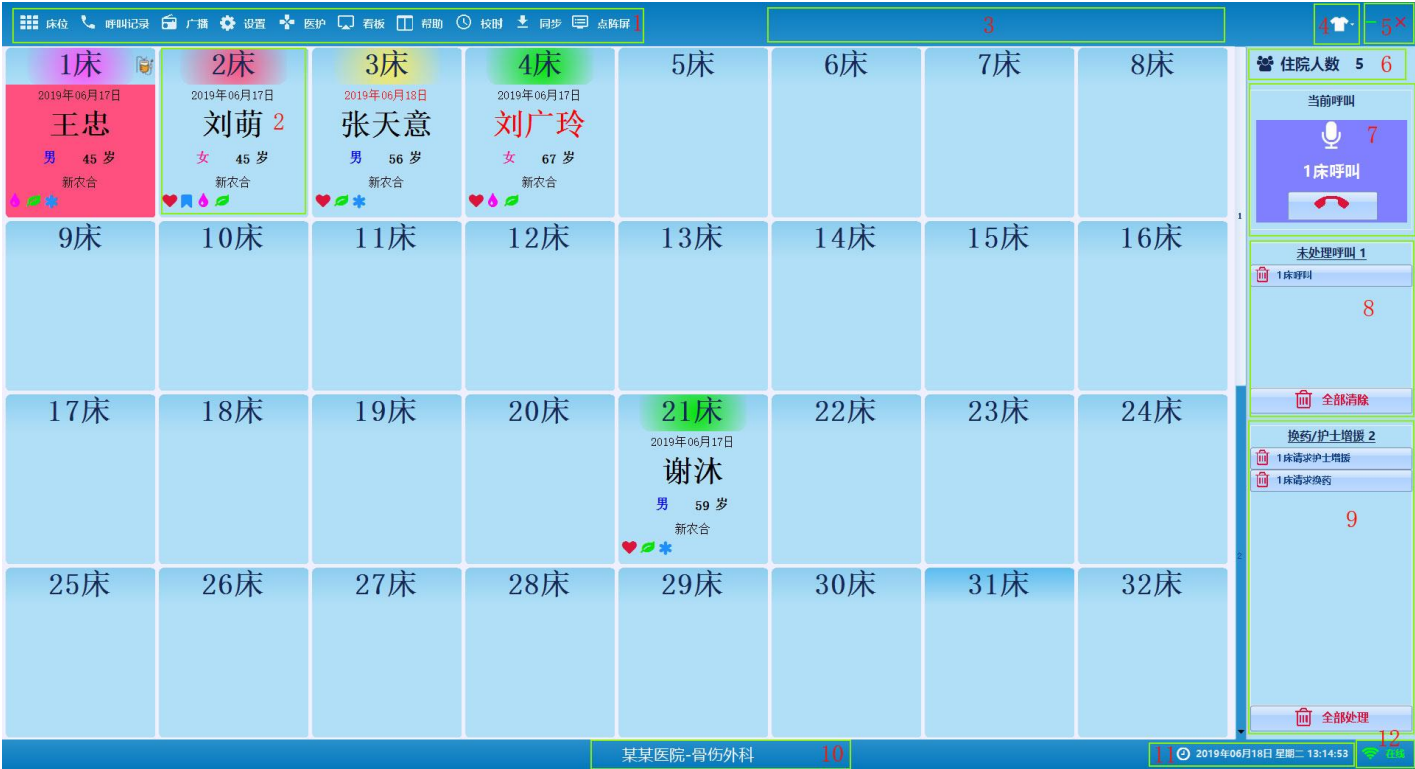 床位 呼叫记录 广播 设置 医护 看板 帮助 校时 同步 点阵屏 1
3
4
5
1床
2床
3床
4床
5床
6床
7床
8床
2019年06月17日
王忠
男 45 岁
新农合
2019年06月17日
刘萌 2
女 45 岁
新农合
2019年06月18日
张天意
男 56 岁
新农合
2019年06月17日
刘广玲
女 67 岁
新农合
9床
10床
11床
12床
13床
14床
15床
16床
17床
18床
19床
20床
21床
22床
23床
24床
2019年06月17日
谢沐
男 59 岁
新农合
25床
26床
27床
28床
29床
30床
31床
32床
1
2
住院人数 5 6
当前呼叫
7
1床呼叫
未处理呼叫 1
1床呼叫
8
全部清除
换药/护士增援 2
1床请求护士增援
1床请求换药
9
全部处理
某某医院-骨伤外科 10
11 2019年06月18日 星期二 13:14:53
12
在线